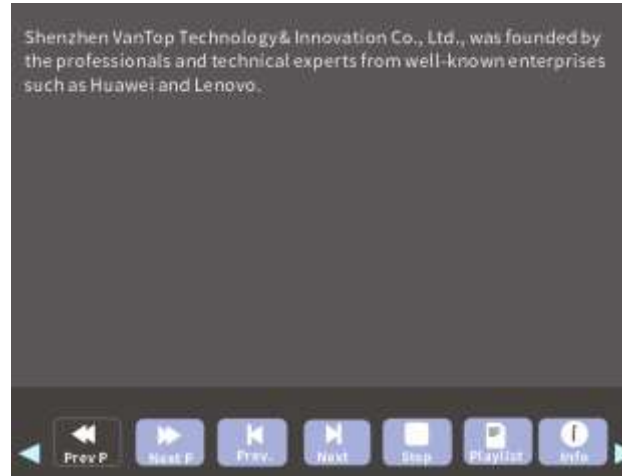 Shenzhen VanTop Technology& Innovation Co., Ltd., was founded by
the professionals and technical experts from well-known enterprises
such as Huawei and Lenovo.
Prev P Next P Prev. Next Stop Playlist Info